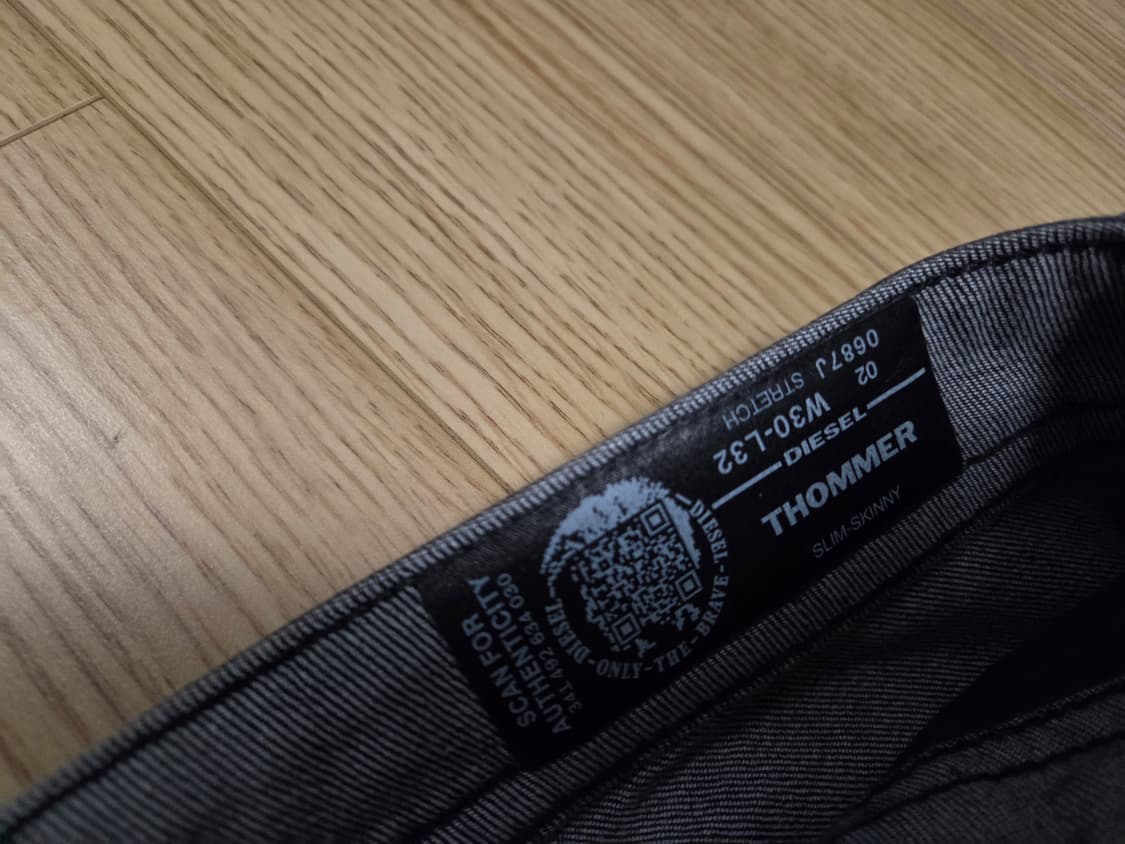 DIESEL
THOMMER
SLIM-SKINNY
W30-L32
02
0687J STRETCH
DIESEL-ONLY-THE-BRAVE-DIESEL-
SCAN FOR
AUTHENTICITY
341 492 634 030